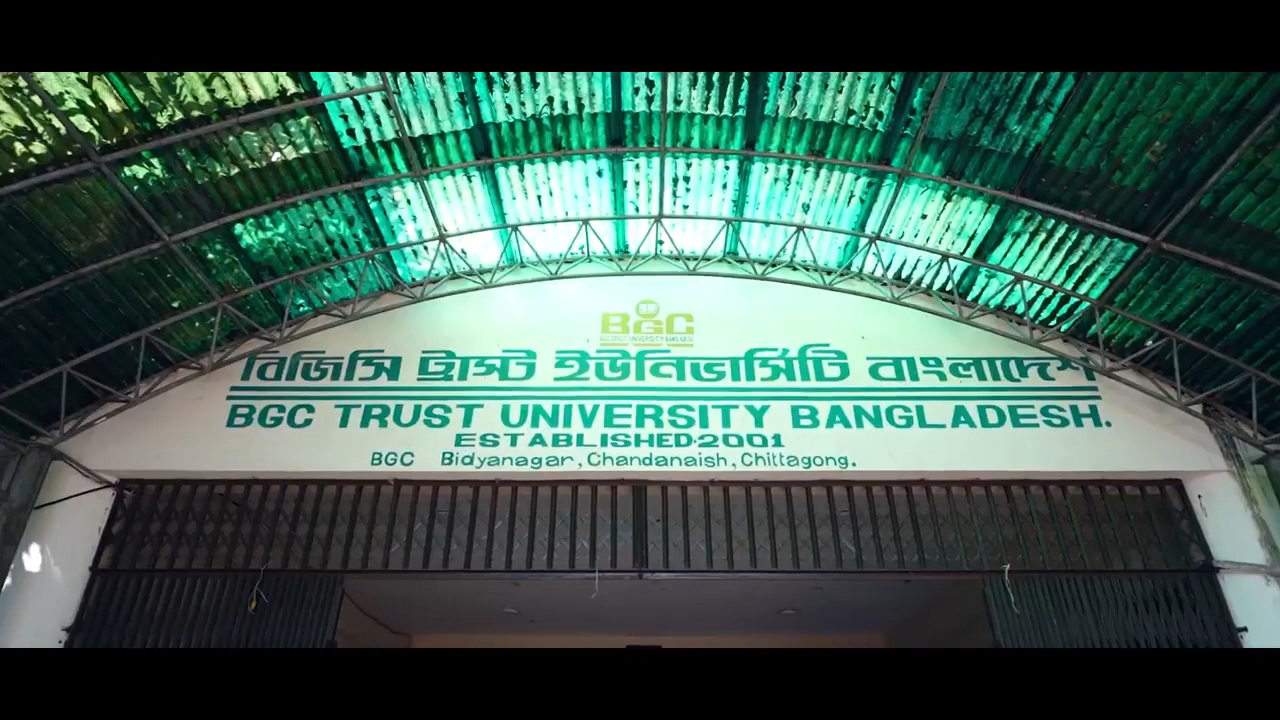 BGC
বিজিসি ট্রাস্ট ইউনিভার্সিটি বাংলাদেশ
BGC TRUST UNIVERSITY BANGLADESH.
ESTABLISHED-2001
BGC Bidyanagar, Chandanaish, Chittagong.